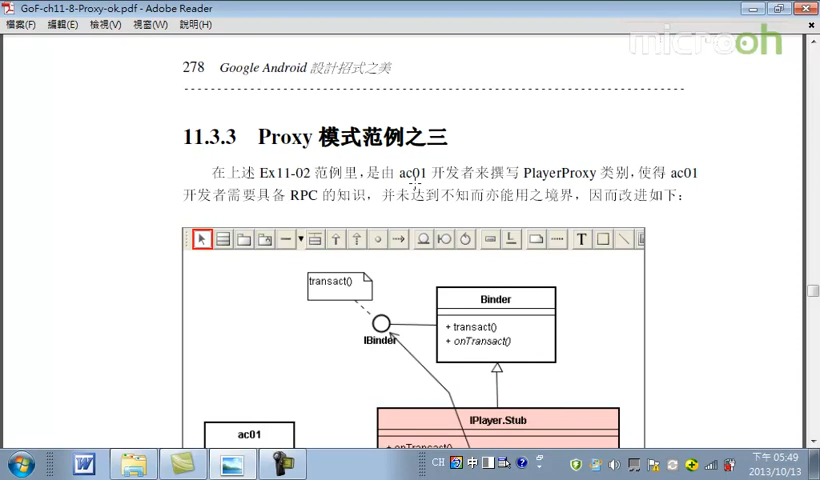 GoF-ch11-8-Proxy-ok.pdf - Adobe Reader
檔案(F) 編輯(E) 檢視(V) 視窗(W) 說明(H)
microoh
278 Google Android 設計招式之美
11.3.3 Proxy 模式范例之三
在上述 Ex11-02 范例里，是由 ac01 开发者来撰写 PlayerProxy 类别，使得 ac01
开发者需要具备 RPC 的知识，并未达到不知而亦能用之境界，因而改进如下：
T
transact()
Binder
+ transact()
+ onTransact()
IBinder
IPlayer.Stub
ac01
+ onTransact()
CH 中
下午 05:49
2013/10/13